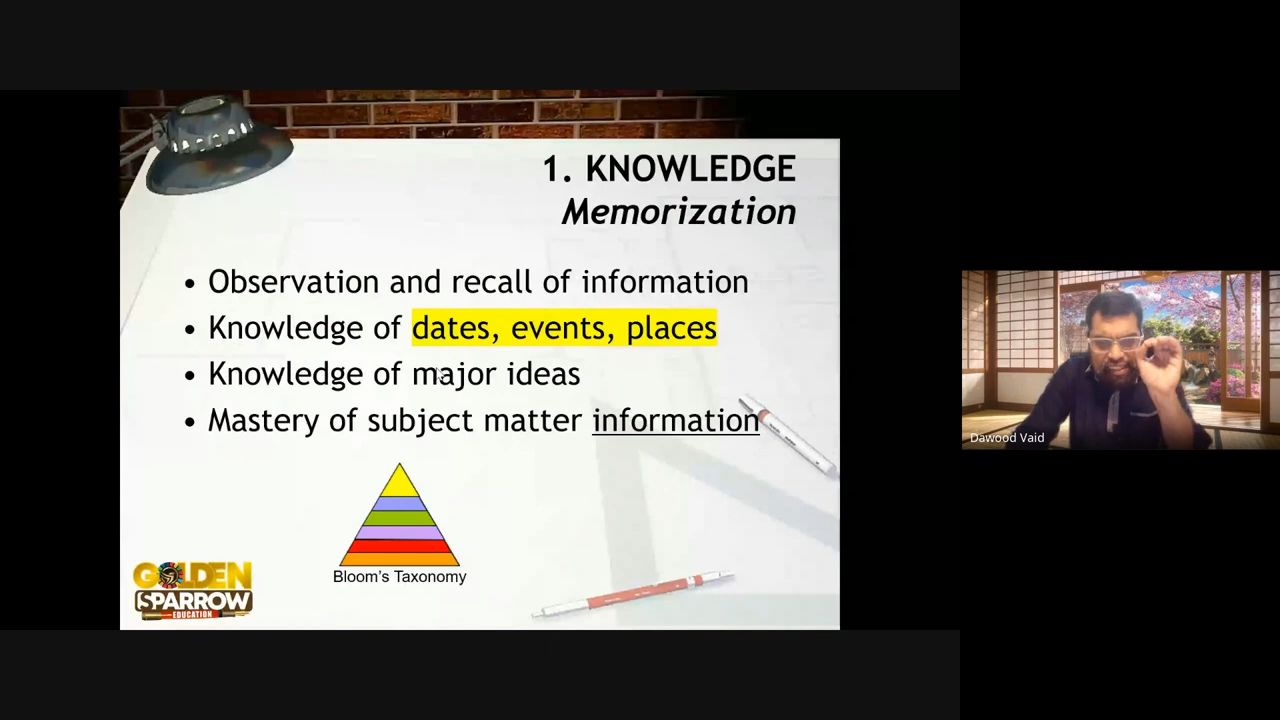 1. KNOWLEDGE
Memorization
• Observation and recall of information
• Knowledge of dates, events, places
• Knowledge of major ideas
• Mastery of subject matter information
Bloom's Taxonomy
GOLDEN
SPARROW
EDUCATION
Dawood Vaid